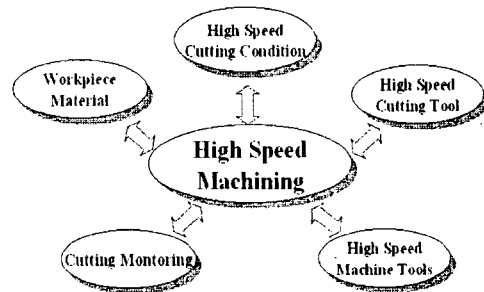 High Speed
Cutting Condition
Workpiece
Material
High Speed
Cutting Tool
High Speed
Machining
Cutting Montoring
High Speed
Machine Tools